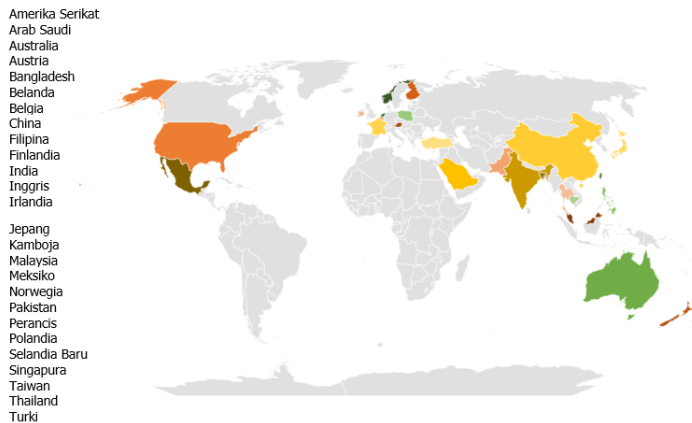 Amerika Serikat
Arab Saudi
Australia
Austria
Bangladesh
Belanda
Belgia
China
Filipina
Finlandia
India
Inggris
Irlandia
Jepang
Kamboja
Malaysia
Meksiko
Norwegia
Pakistan
Perancis
Polandia
Selandia Baru
Singapura
Taiwan
Thailand
Turki